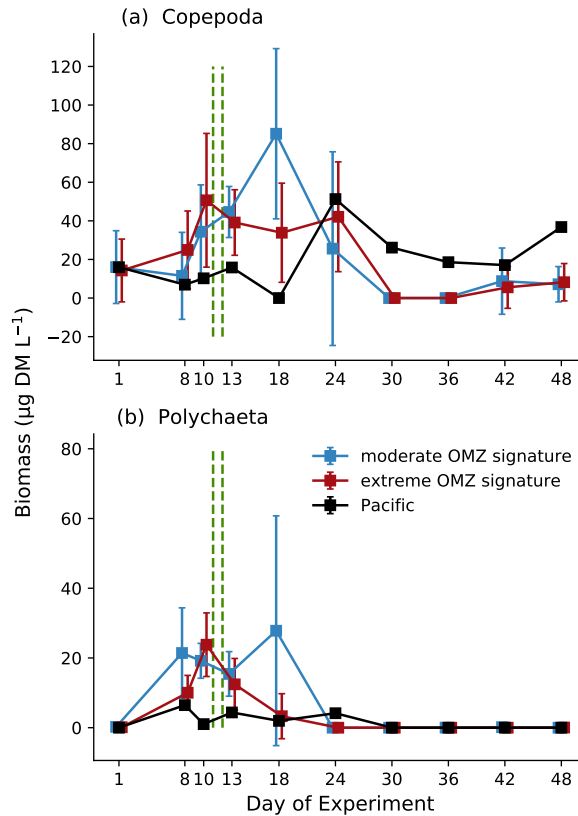 (a) Copepoda
120
100
80
60
40
20
0
−20
1 8 10 13 18 24 30 36 42 48
Biomass (μg DM L⁻¹)
(b) Polychaeta
80
60
40
20
0
moderate OMZ signature
extreme OMZ signature
Pacific
1 8 10 13 18 24 30 36 42 48
Day of Experiment